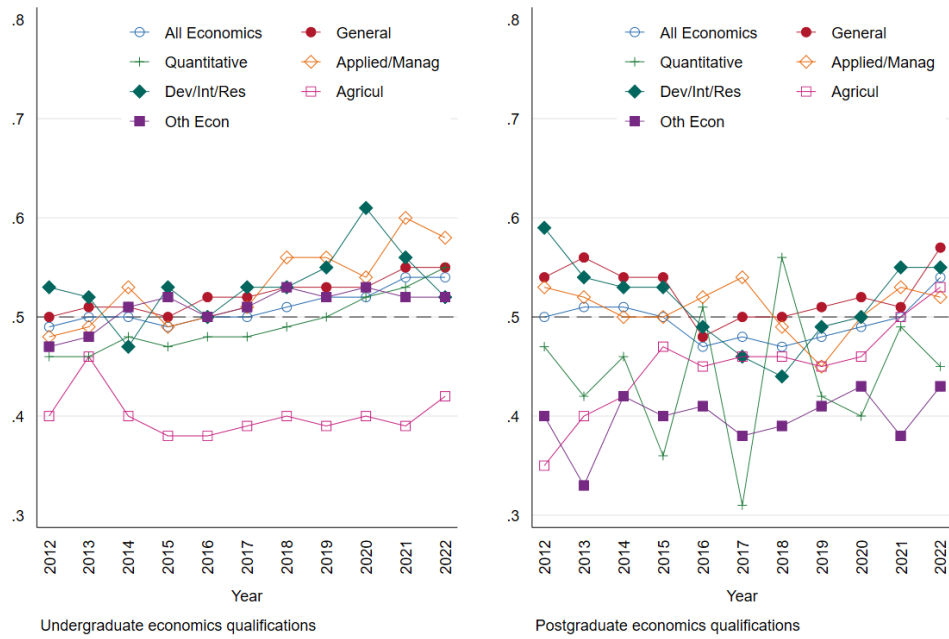 .8
.7
.6
.5
.4
.3
All Economics
General
Quantitative
Applied/Manag
Dev/Int/Res
Agricul
Oth Econ
2012
2013
2014
2015
2016
2017
2018
2019
2020
2021
2022
Year
Undergraduate economics qualifications
.8
.7
.6
.5
.4
.3
All Economics
General
Quantitative
Applied/Manag
Dev/Int/Res
Agricul
Oth Econ
2012
2013
2014
2015
2016
2017
2018
2019
2020
2021
2022
Year
Postgraduate economics qualifications